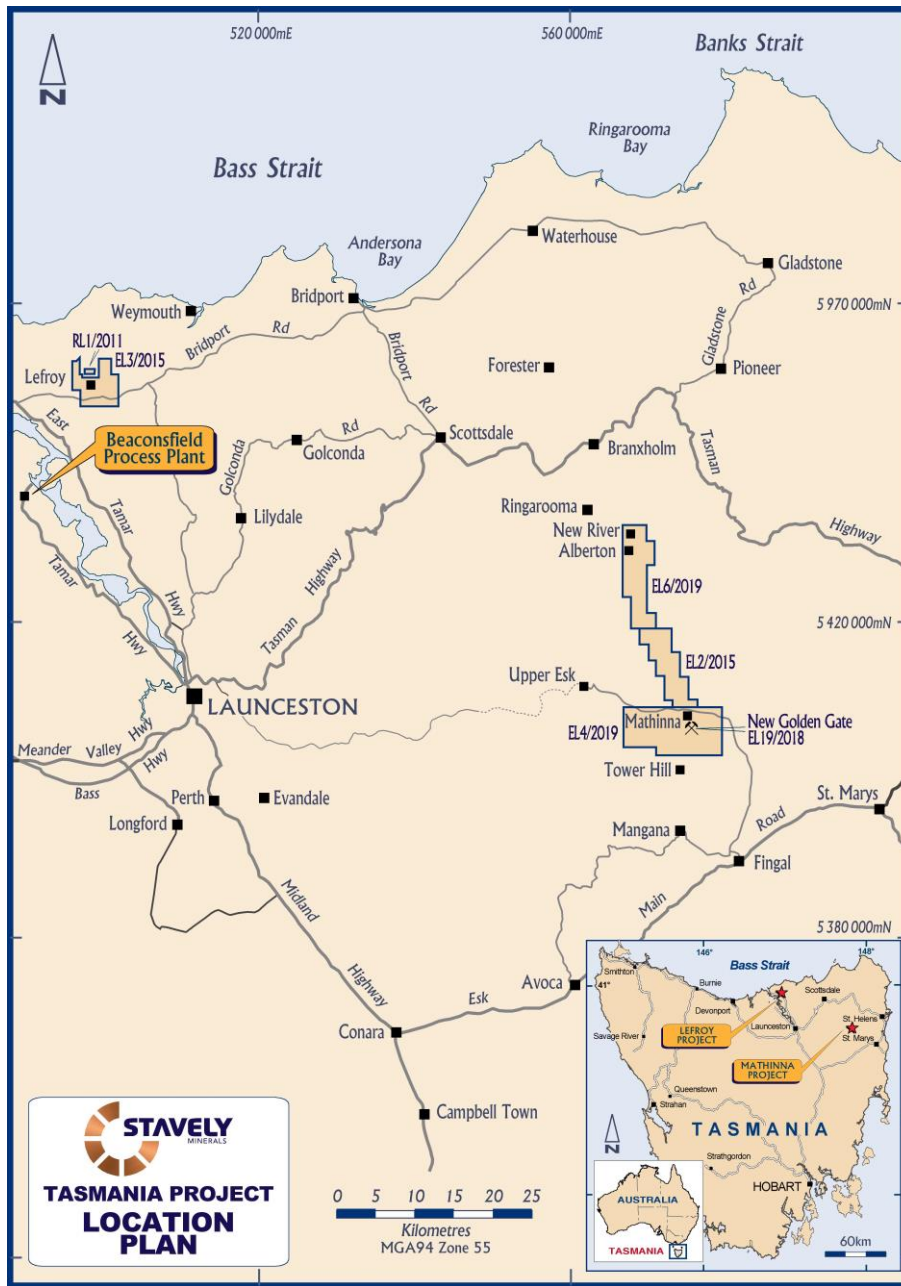 520 000mE
560 000mE
Banks Strait
N
Ringarooma
Bay
Bass Strait
Andersona
Bay
Waterhouse
Gladstone
Weymouth
Bridport
5 970 000mN
RL1/2011
EL3/2015
Lefroy
Bridport
Rd
Bridport
Rd
Forester
Gladstone
Rd
Pioneer
East
Tamar
Hwy
Beaconsfield
Process Plant
Golconda
Rd
Golconda
Scottsdale
Branxholm
Tasman
Highway
Lilydale
Ringarooma
New River
Alberton
EL6/2019
Tamar
Hwy
Tasman
Highway
5 420 000mN
EL2/2015
Upper Esk
LAUNCESTON
Mathinna
New Golden Gate
EL19/2018
EL4/2019
Meander
Valley
Hwy
Bass
Hwy
Tower Hill
Perth
Evandale
Longford
St. Marys
Mangana
Road
Main
Fingal
Midland
Highway
5 380 000mN
Avoca
Esk
Conara
Campbell Town
STAVELY
MINERALS
TASMANIA PROJECT
LOCATION
PLAN
0 5 10 15 20 25
Kilometres
MGA94 Zone 55
146°
148°
Bass Strait
Smithton
41°
Burnie
Devonport
Scottsdale
St. Helens
Launceston
St. Marys
Savage River
LEFROY
PROJECT
MATHINNA
PROJECT
Queenstown
Strahan
TASMANIA
N
Strathgordon
HOBART
AUSTRALIA
TASMANIA
60km